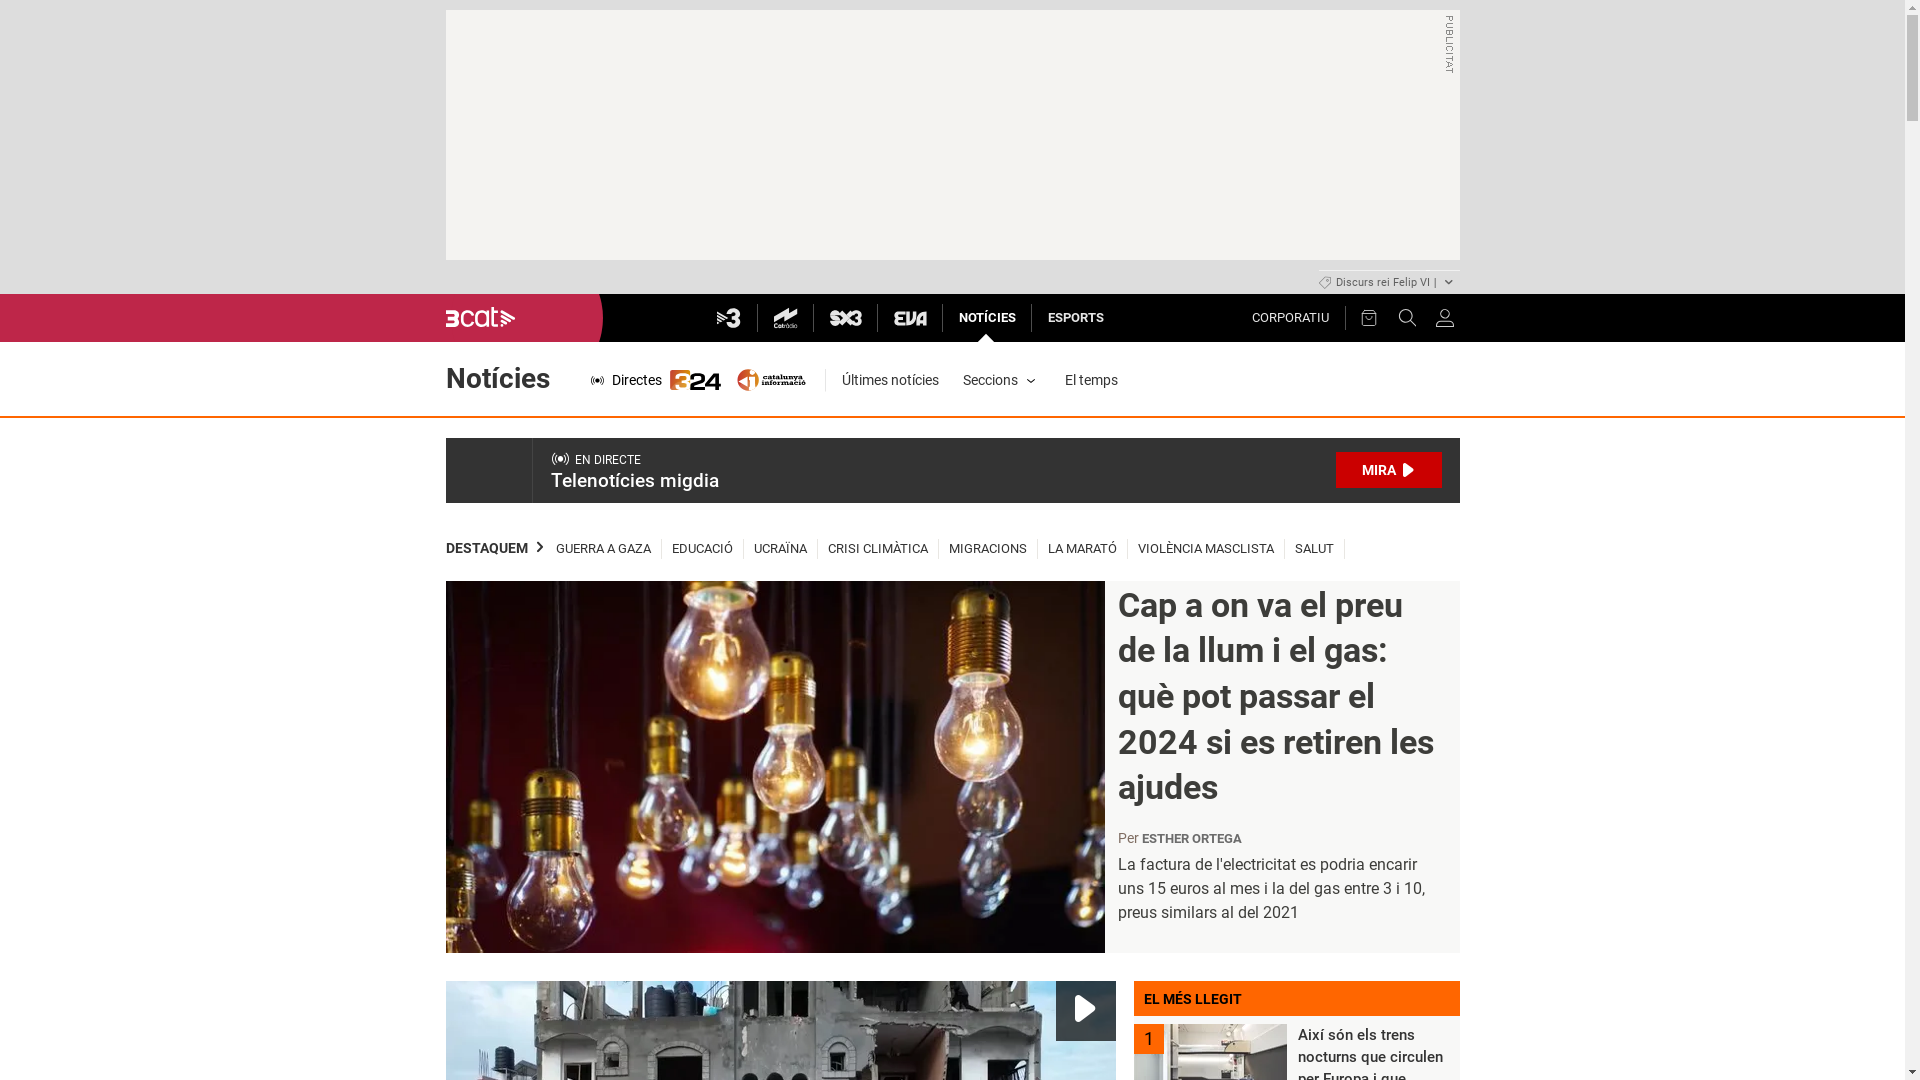 PUBLICITAT
Discurs rei Felip VI |
3cat
3
Catràdio
SX3
EVA
NOTÍCIES
ESPORTS
CORPORATIU
Notícies
Directes
324
catalunya
informació
Últimes notícies
Seccions
El temps
EN DIRECTE
Telenotícies migdia
MIRA
DESTAQUEM
GUERRA A GAZA
EDUCACIÓ
UCRAÏNA
CRISI CLIMÀTICA
MIGRACIONS
LA MARATÓ
VIOLÈNCIA MASCLISTA
SALUT
Cap a on va el preu
de la llum i el gas:
què pot passar el
2024 si es retiren les
ajudes
Per ESTHER ORTEGA
La factura de l'electricitat es podria encarir
uns 15 euros al mes i la del gas entre 3 i 10,
preus similars al del 2021
EL MÉS LLEGIT
1
Així són els trens
nocturns que circulen
per Europa i que